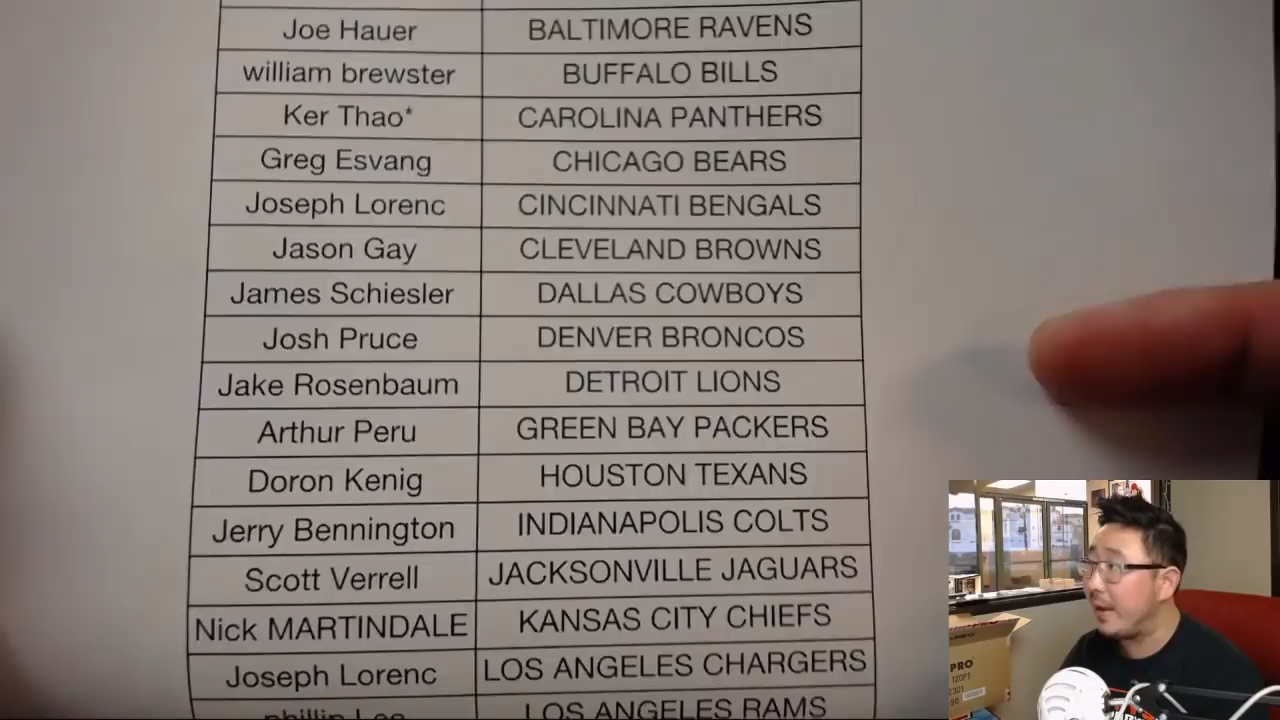 Joe Hauer BALTIMORE RAVENS
william brewster BUFFALO BILLS
Ker Thao* CAROLINA PANTHERS
Greg Esvang CHICAGO BEARS
Joseph Lorenc CINCINNATI BENGALS
Jason Gay CLEVELAND BROWNS
James Schiesler DALLAS COWBOYS
Josh Pruce DENVER BRONCOS
Jake Rosenbaum DETROIT LIONS
Arthur Peru GREEN BAY PACKERS
Doron Kenig HOUSTON TEXANS
Jerry Bennington INDIANAPOLIS COLTS
Scott Verrell JACKSONVILLE JAGUARS
Nick MARTINDALE KANSAS CITY CHIEFS
Joseph Lorenc LOS ANGELES CHARGERS
phillip LOS ANGELES RAMS
PRO
120PT